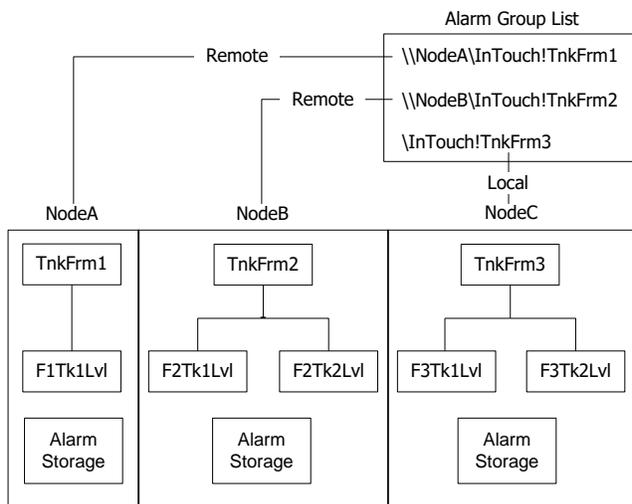 Alarm Group List
Remote
\\NodeA\InTouch!TnkFrm1
Remote
\\NodeB\InTouch!TnkFrm2
\InTouch!TnkFrm3
Local
NodeA
NodeB
NodeC
TnkFrm1
TnkFrm2
TnkFrm3
F1Tk1Lvl
F2Tk1Lvl
F2Tk2Lvl
F3Tk1Lvl
F3Tk2Lvl
Alarm
Storage
Alarm
Storage
Alarm
Storage